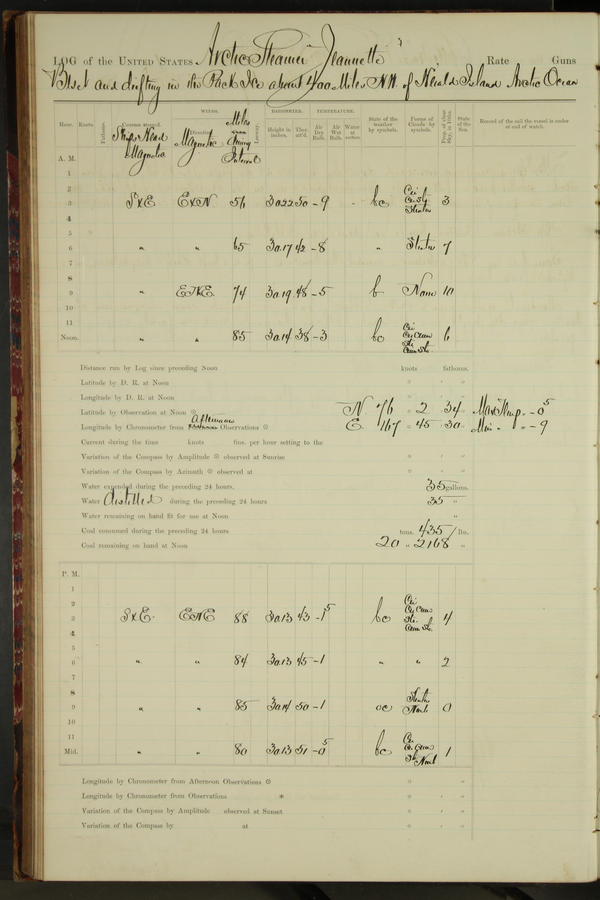 LOG of the UNITED STATES Arctic Steamer "Jeannette" Rate Guns
Beset and drifting in the Pack Ice about 400 Miles NW of Herald Island Arctic Ocean
Hour. Knots. Fathoms. Courses steered. WINDS. Direction Leeway. BAROMETER. Height in inches. Ther. att'd. TEMPERATURE. Air Dry Bulb. Air Wet Bulb. Water at surface. State of the weather by symbols. Forms of Clouds by symbols. Prop. of clear Sky, in 10ths. State of the Sea. Record of the sail the vessel is under at end of watch.
Ships Head Magnetic Magnetic Miles during Interval
A. M.
1
2
3 SxE ExN 56 30.22 50 -9 bc Ci Ci St Stratus 3
4
5
6 " " 65 30.17 42 -8 " Stratus 7
7
8
9 " ENE 74 30.19 48 -5 b None 10
10
11
Noon. " " 85 30.14 38 -3 bc Ci Ci Cum Str Cum Str 6
Distance run by Log since preceding Noon knots fathoms.
Latitude by D. R. at Noon ° ' "
Longitude by D. R. at Noon ° ' "
Latitude by Observation at Noon N 76 ° 2 34 Max Temp. -0 5
Longitude by Chronometer from Afternoon Forenoon Observations E 167 ° 45 30 Min " -9
Current during the time knots fms. per hour setting to the
Variation of the Compass by Amplitude observed at Sunrise ° ' "
Variation of the Compass by Azimuth observed at ° ' "
Water expended during the preceding 24 hours, 35 gallons.
Water distilled during the preceding 24 hours 35 "
Water remaining on hand fit for use at Noon "
Coal consumed during the preceding 24 hours tons. 435 lbs.
Coal remaining on hand at Noon 20 " 2168 "
P. M.
1
2
3 SxE. ENE 88 30.13 43 -1 5 bc Ci Ci Cum Str. Cum St. 4
4
5
6 " " 84 30.13 45 -1 " " 2
7
8
9 " " 85 30.14 50 -1 oc Stratus Nimb 0
10
11
Mid. " " 80 30.13 51 -0 5 bc Ci Ci Cum St Nimb 1
Longitude by Chronometer from Afternoon Observations ° "
Longitude by Chronometer from Observations * ° ' "
Variation of the Compass by Amplitude observed at Sunset ° ' "
Variation of the Compass by at ° ' "